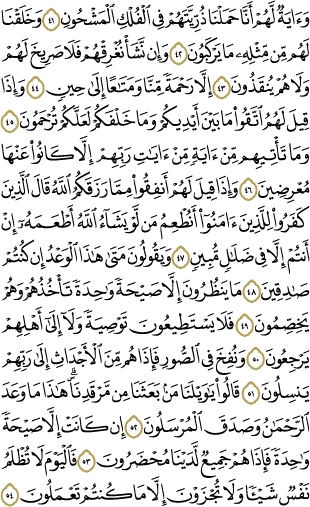 وَءَايَةٌ لَّهُمْ أَنَّا حَمَلْنَا ذُرِّيَّتَهُمْ فِي ٱلْفُلْكِ ٱلْمَشْحُونِ ٤١ وَخَلَقْنَا
لَهُم مِّن مِّثْلِهِۦ مَا يَرْكَبُونَ ٤٢ وَإِن نَّشَأْ نُغْرِقْهُمْ فَلَا صَرِيخَ لَهُمْ
وَلَا هُمْ يُنقَذُونَ ٤٣ إِلَّا رَحْمَةً مِّنَّا وَمَتَٰعًا إِلَىٰ حِينٍ ٤٤ وَإِذَا
قِيلَ لَهُمُ ٱتَّقُوا۟ مَا بَيْنَ أَيْدِيكُمْ وَمَا خَلْفَكُمْ لَعَلَّكُمْ تُرْحَمُونَ ٤٥
وَمَا تَأْتِيهِم مِّنْ ءَايَةٍ مِّنْ ءَايَٰتِ رَبِّهِمْ إِلَّا كَانُوا۟ عَنْهَا
مُعْرِضِينَ ٤٦ وَإِذَا قِيلَ لَهُمْ أَنفِقُوا۟ مِمَّا رَزَقَكُمُ ٱللَّهُ قَالَ ٱلَّذِينَ
كَفَرُوا۟ لِلَّذِينَ ءَامَنُوٓا۟ أَنُطْعِمُ مَن لَّوْ يَشَآءُ ٱللَّهُ أَطْعَمَهُۥٓ إِنْ
أَنتُمْ إِلَّا فِي ضَلَٰلٍ مُّبِينٍ ٤٧ وَيَقُولُونَ مَتَىٰ هَٰذَا ٱلْوَعْدُ إِن كُنتُمْ
صَٰدِقِينَ ٤٨ مَا يَنظُرُونَ إِلَّا صَيْحَةً وَٰحِدَةً تَأْخُذُهُمْ وَهُمْ
يَخِصِّمُونَ ٤٩ فَلَا يَسْتَطِيعُونَ تَوْصِيَةً وَلَآ إِلَىٰٓ أَهْلِهِمْ
يَرْجِعُونَ ٥٠ وَنُفِخَ فِي ٱلصُّورِ فَإِذَا هُم مِّنَ ٱلْأَجْدَاثِ إِلَىٰ رَبِّهِمْ
يَنسِلُونَ ٥١ قَالُوا۟ يَٰوَيْلَنَا مَنۢ بَعَثَنَا مِن مَّرْقَدِنَا ۗ هَٰذَا مَا وَعَدَ
ٱلرَّحْمَٰنُ وَصَدَقَ ٱلْمُرْسَلُونَ ٥٢ إِن كَانَتْ إِلَّا صَيْحَةً
وَٰحِدَةً فَإِذَا هُمْ جَمِيعٌ لَّدَيْنَا مُحْضَرُونَ ٥٣ فَٱلْيَوْمَ لَا تُظْلَمُ
نَفْسٌ شَيْـًٔا وَلَا تُجْزَوْنَ إِلَّا مَا كُنتُمْ تَعْمَلُونَ ٥٤